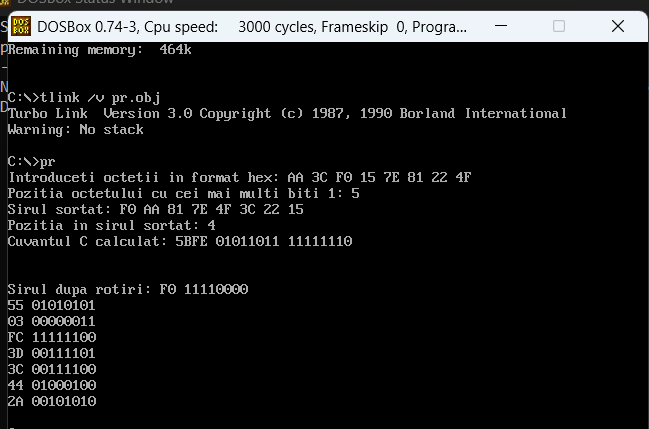 DOSBox Status Window
DOSBox 0.74-3, Cpu speed: 3000 cycles, Frameskip 0, Progra...
Remaining memory: 464k
C:\>tlink /v pr.obj
Turbo Link Version 3.0 Copyright (c) 1987, 1990 Borland International
Warning: No stack
C:\>pr
Introduceti octetii in format hex: AA 3C F0 15 7E 81 22 4F
Pozitia octetului cu cei mai multi biti 1: 5
Sirul sortat: F0 AA 81 7E 4F 3C 22 15
Pozitia in sirul sortat: 4
Cuvantul C calculat: 5BFE 01011011 11111110
Sirul dupa rotiri: F0 11110000
55 01010101
03 00000011
FC 11111100
3D 00111101
3C 00111100
44 01000100
2A 00101010